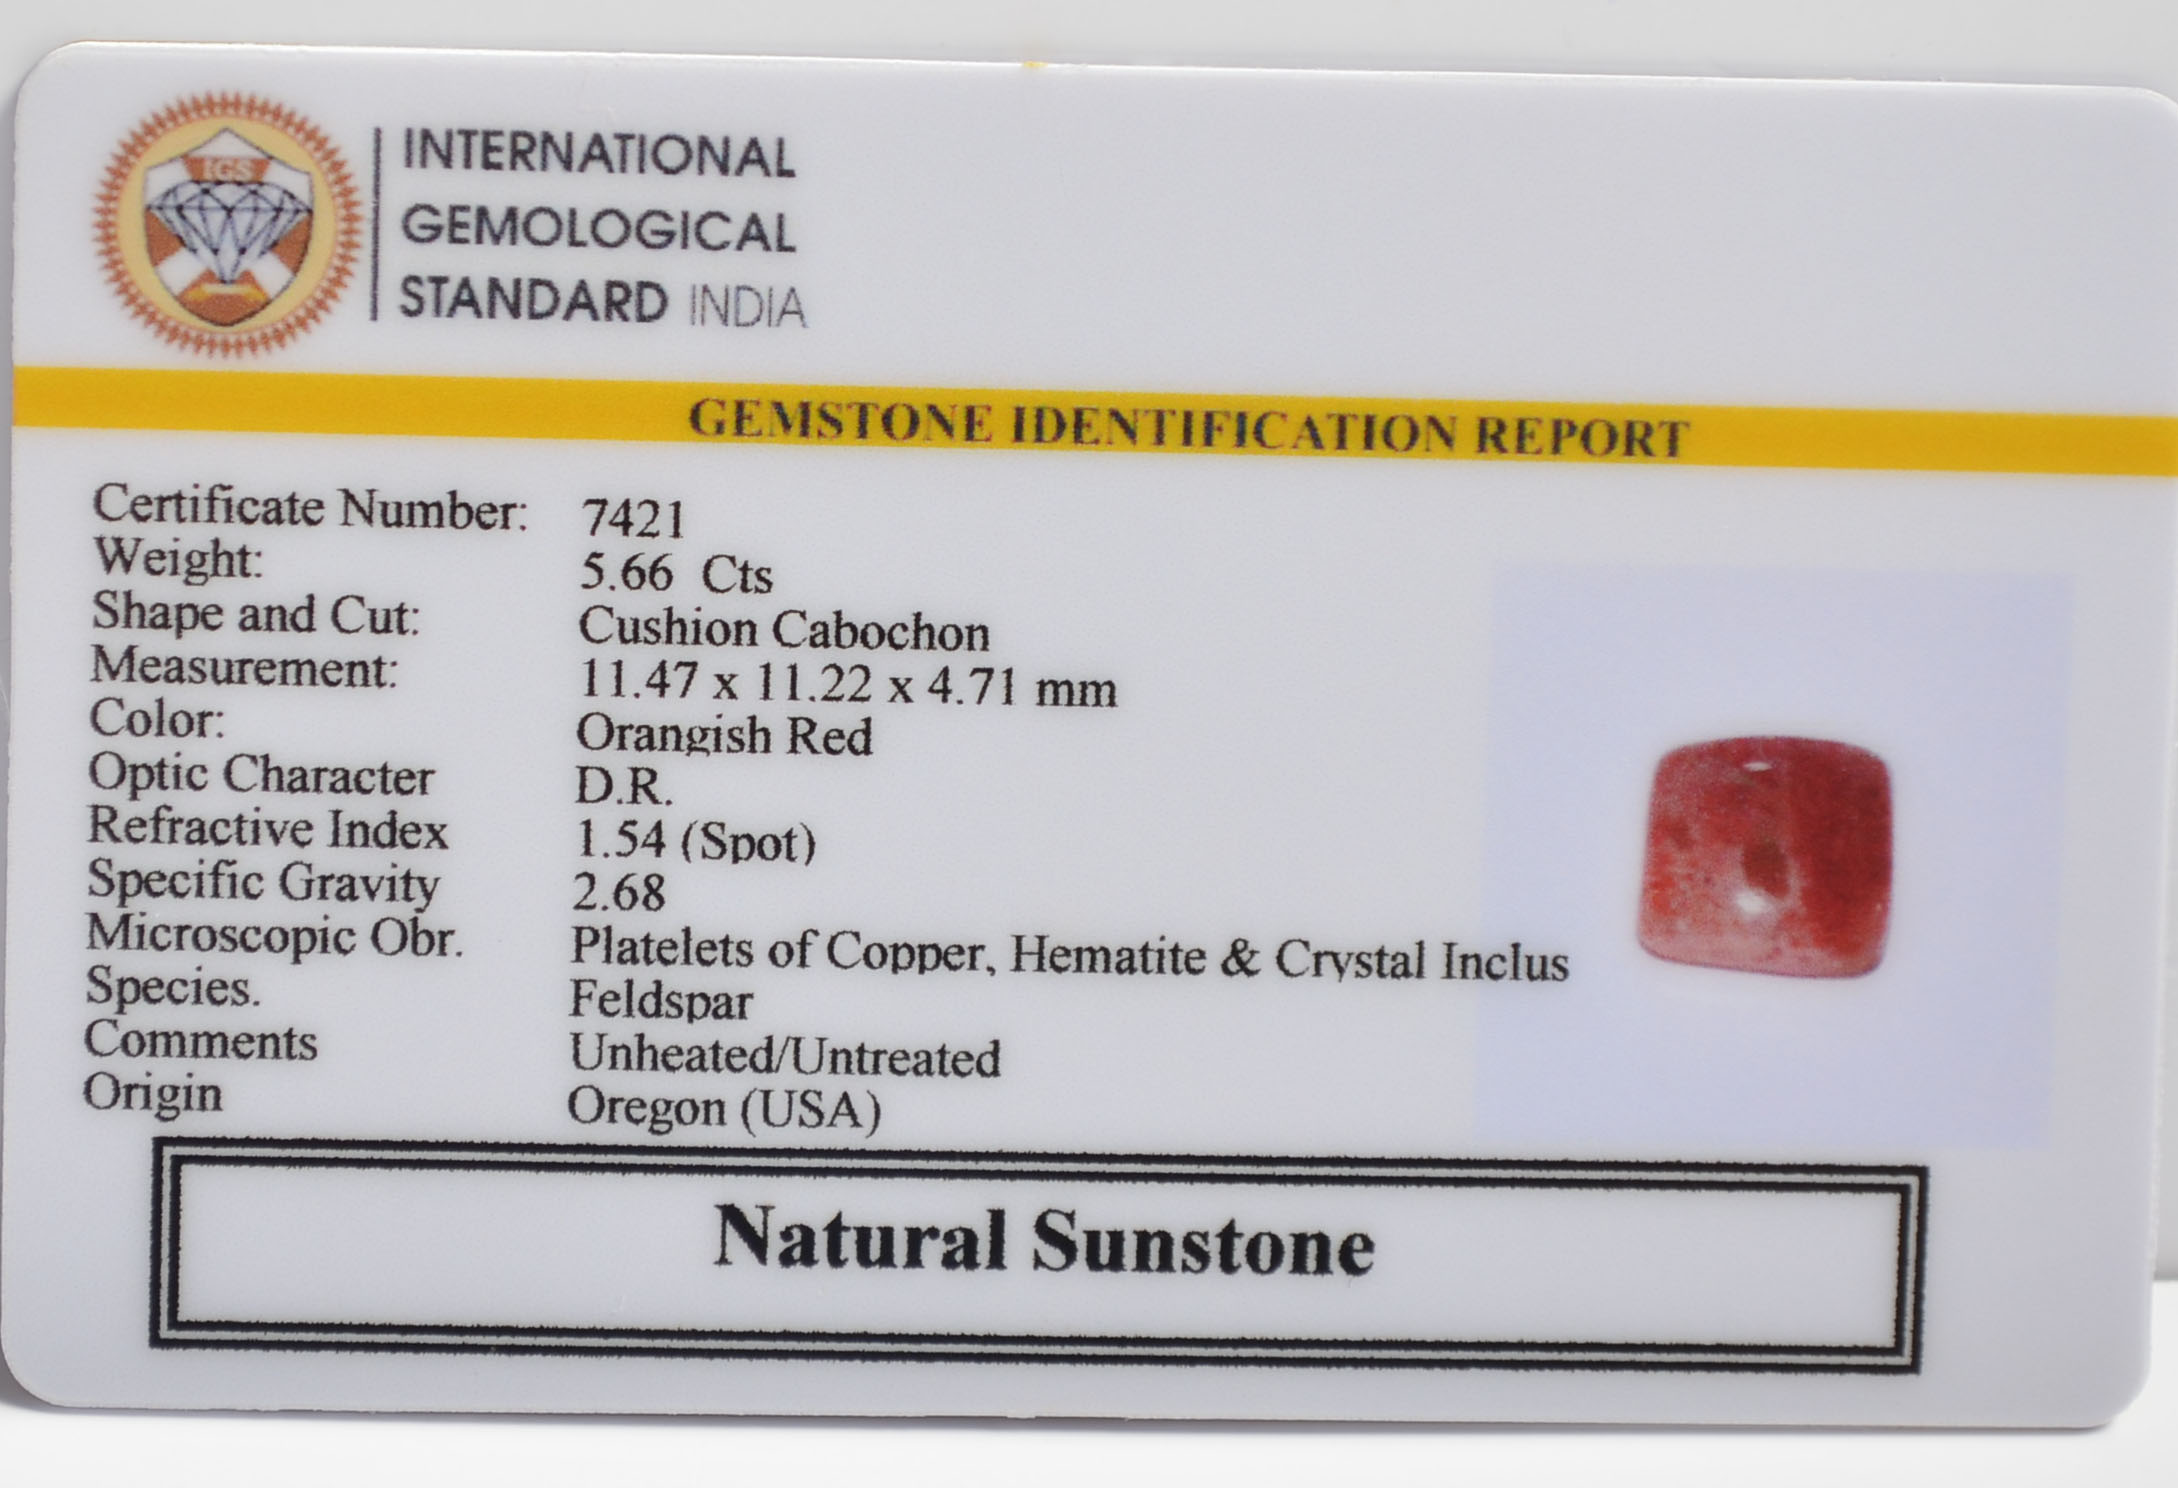 IGS
INTERNATIONAL
GEMOLOGICAL
STANDARD INDIA
GEMSTONE IDENTIFICATION REPORT
Certificate Number: 7421
Weight: 5.66 Cts
Shape and Cut: Cushion Cabochon
Measurement: 11.47 x 11.22 x 4.71 mm
Color: Orangish Red
Optic Character D.R.
Refractive Index 1.54 (Spot)
Specific Gravity 2.68
Microscopic Obr. Platelets of Copper, Hematite & Crystal Inclus
Species. Feldspar
Comments Unheated/Untreated
Origin Oregon (USA)
Natural Sunstone